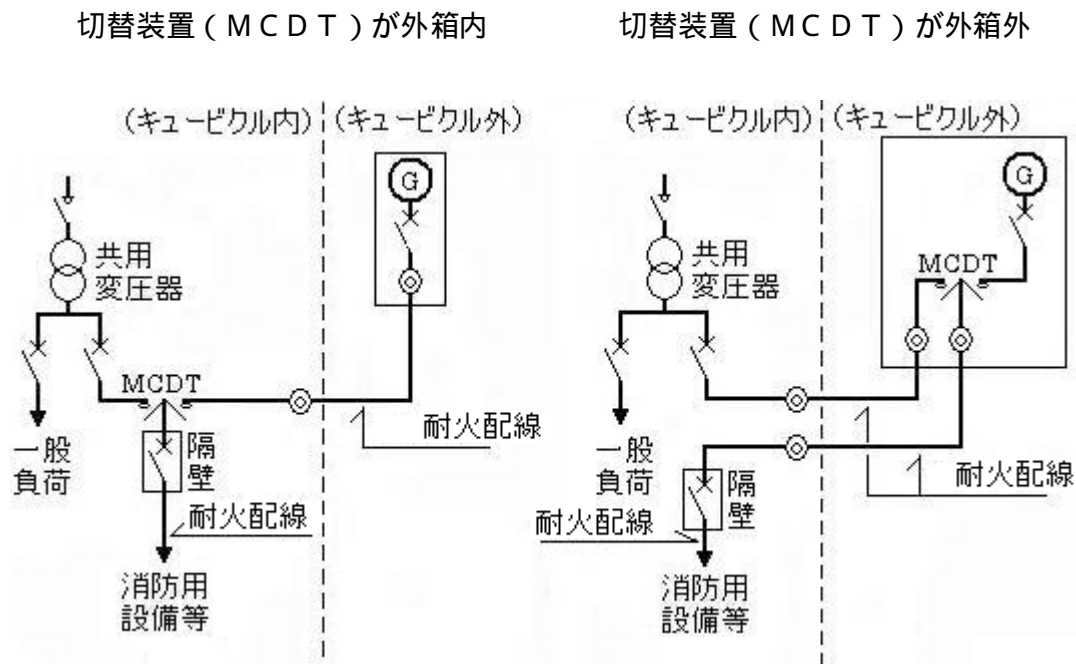 切替装置（ＭＣＤＴ）が外箱内
（キュービクル内）
（キュービクル外）
G
共用
変圧器
MCDT
一般
負荷
隔
壁
耐火配線
耐火配線
消防用
設備等
切替装置（ＭＣＤＴ）が外箱外
（キュービクル内）
（キュービクル外）
G
共用
変圧器
MCDT
一般
負荷
隔
壁
耐火配線
耐火配線
消防用
設備等